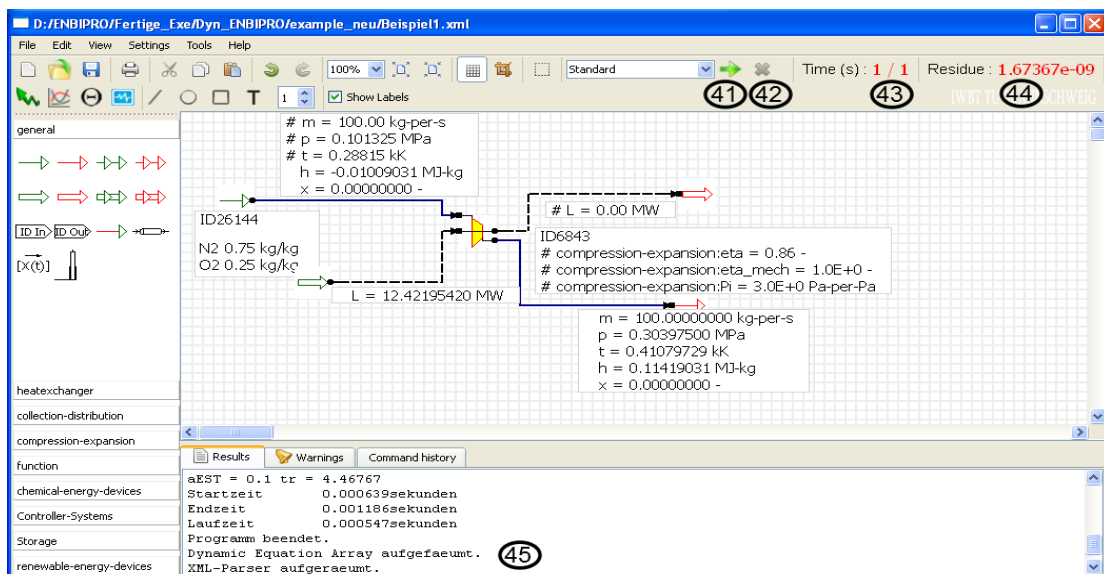 D:/ENBIPRO/Fertige_Exe/Dyn_ENBIPRO/example_neu/Beispiel1.xml
File Edit View Settings Tools Help
100% Standard Time (s) : 1 / 1 Residue : 1.67367e-09
41 42 43 44
1 Show Labels IWBT TU SCHWEIG
general
ID In ID Out
[X(t)]
heatexchanger
collection-distribution
compression-expansion
function
chemical-energy-devices
Controller-Systems
Storage
renewable-energy-devices
# m = 100.00 kg-per-s
# p = 0.101325 MPa
# t = 0.28815 kK
h = -0.01009031 MJ-kg
x = 0.00000000 -
ID26144
N2 0.75 kg/kg
O2 0.25 kg/kg
L = 12.42195420 MW
# L = 0.00 MW
ID6843
# compression-expansion:eta = 0.86 -
# compression-expansion:eta_mech = 1.0E+0 -
# compression-expansion:Pi = 3.0E+0 Pa-per-Pa
m = 100.00000000 kg-per-s
p = 0.30397500 MPa
t = 0.41079729 kK
h = 0.11419031 MJ-kg
x = 0.00000000 -
Results Warnings Command history
aEST = 0.1 tr = 4.46767
Startzeit 0.000639sekunden
Endzeit 0.001186sekunden
Laufzeit 0.000547sekunden
Programm beendet.
Dynamic Equation Array aufgefaeumt.
45
XML-Parser aufgeraeumt.